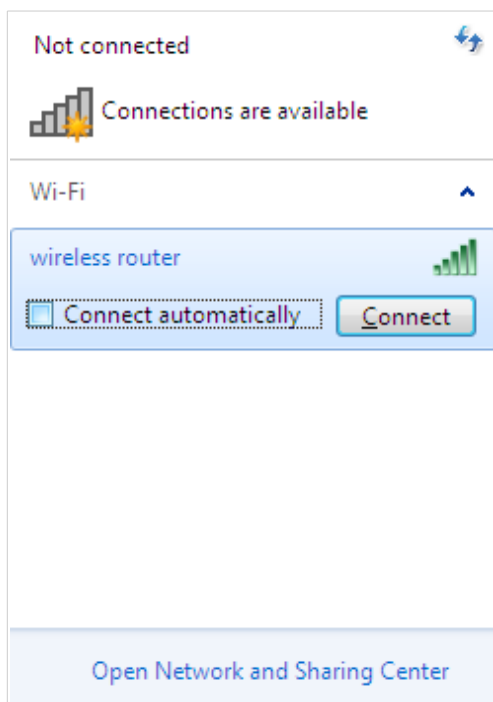 Not connected
Connections are available
Wi-Fi
wireless router
Connect automatically
Connect
Open Network and Sharing Center